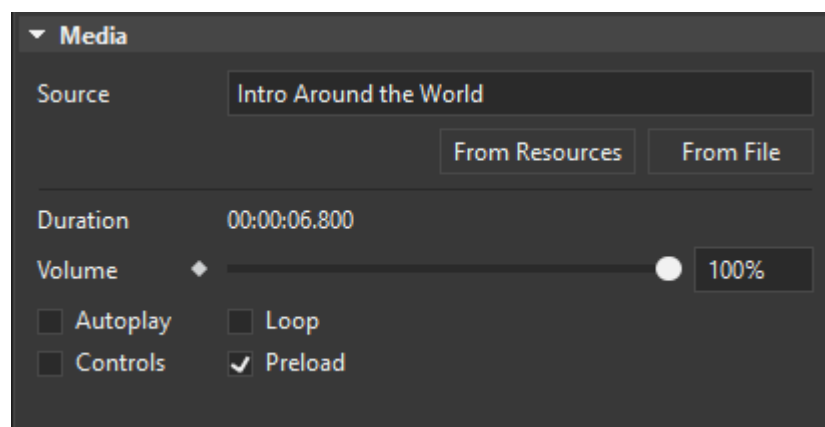 Media
Source Intro Around the World
From Resources From File
Duration 00:00:06.800
Volume 100%
Autoplay Loop
Controls Preload